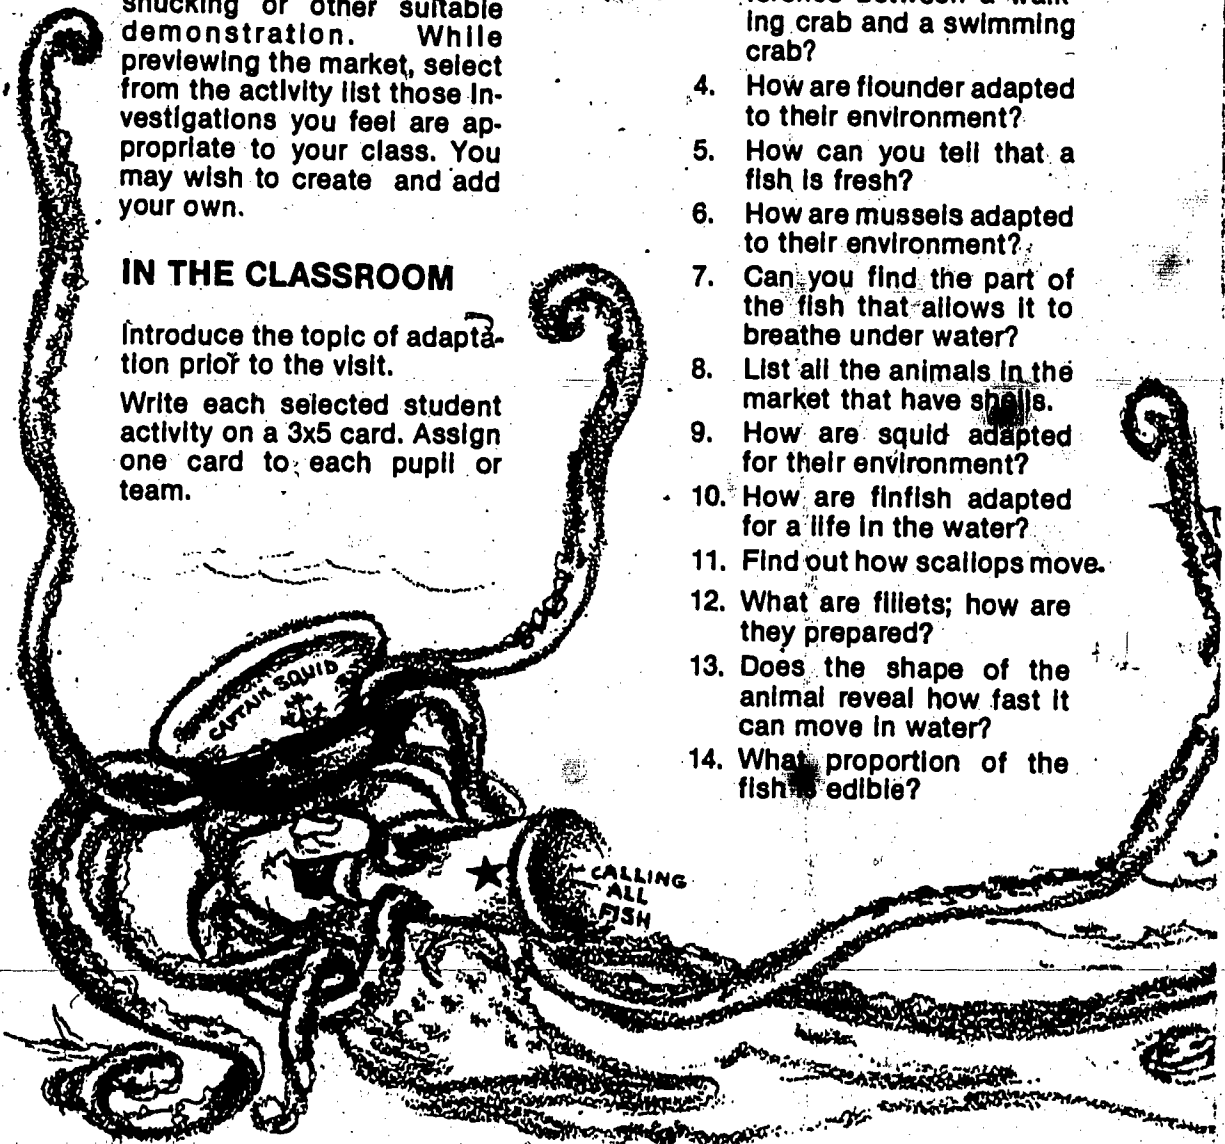 shucking or other suitable
demonstration. While
previewing the market, select
from the activity list those in-
vestigations you feel are ap-
propriate to your class. You
may wish to create and add
your own.
IN THE CLASSROOM
Introduce the topic of adapta-
tion prior to the visit.
Write each selected student
activity on a 3x5 card. Assign
one card to each pupil or
team.
between a walk-
ing crab and a swimming
crab?
4. How are flounder adapted
to their environment?
5. How can you tell that a
fish is fresh?
6. How are mussels adapted
to their environment?
7. Can you find the part of
the fish that allows it to
breathe under water?
8. List all the animals in the
market that have shells.
9. How are squid adapted
for their environment?
10. How are finfish adapted
for a life in the water?
11. Find out how scallops move.
12. What are fillets; how are
they prepared?
13. Does the shape of the
animal reveal how fast it
can move in water?
14. What proportion of the
fish is edible?
CAPTAIN SQUID
CALLING
ALL
FISH